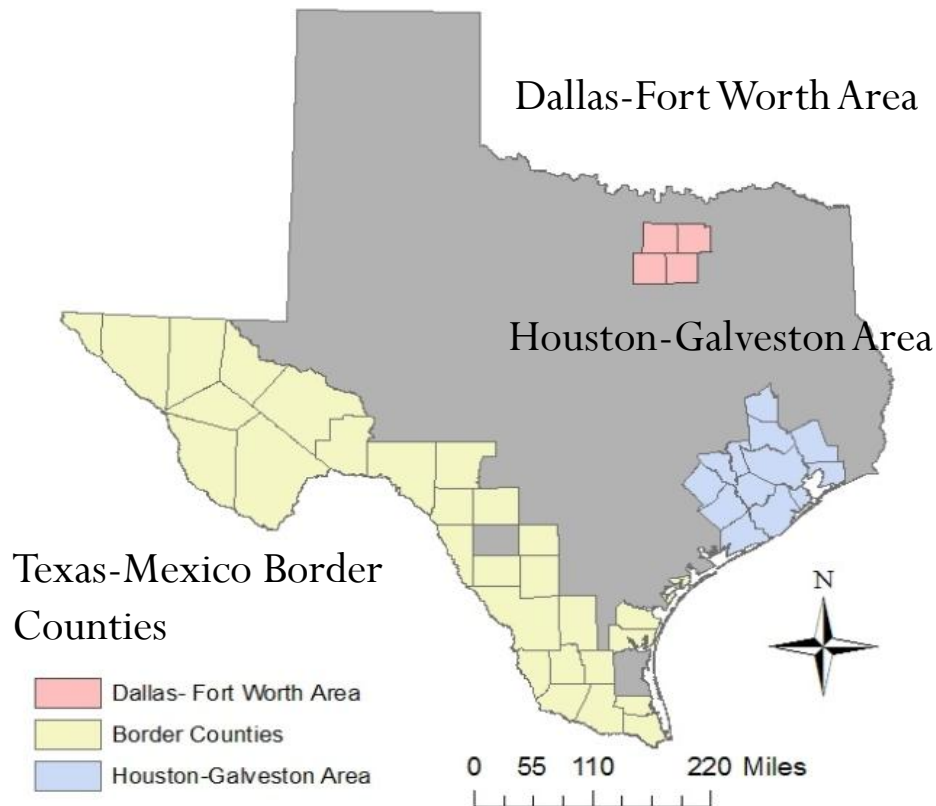 Dallas-Fort Worth Area
Houston-Galveston Area
Texas-Mexico Border
Counties
N
Dallas- Fort Worth Area
Border Counties
Houston-Galveston Area
0 55 110 220 Miles